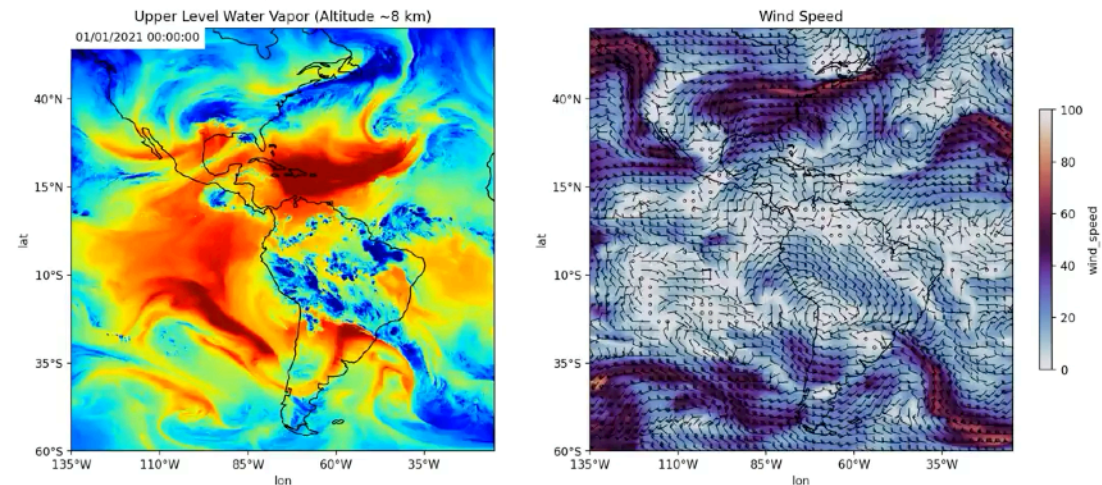 Upper Level Water Vapor (Altitude ~8 km)
01/01/2021 00:00:00
40°N
15°N
10°S
35°S
60°S
lat
135°W
110°W
85°W
60°W
35°W
lon
Wind Speed
40°N
15°N
10°S
35°S
60°S
lat
135°W
110°W
85°W
60°W
35°W
lon
100
80
60
40
20
0
wind_speed